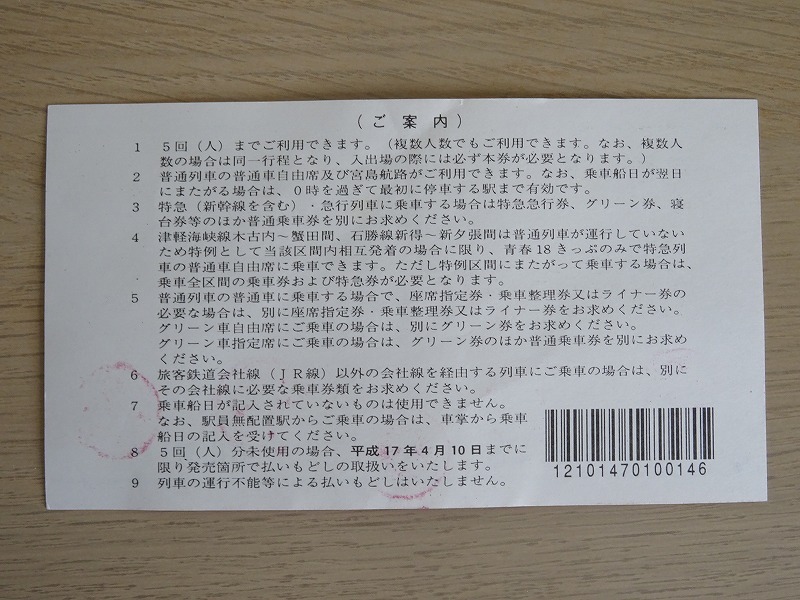 （ご案内）
1 5回（人）までご利用できます。（複数人数でもご利用できます。なお、複数人
数の場合は同一行程となり、入出場の際には必ず本券が必要となります。）
2 普通列車の普通車自由席及び宮島航路がご利用できます。なお、乗車船日が翌日
にまたがる場合は、0時を過ぎて最初に停車する駅まで有効です。
3 特急（新幹線を含む）・急行列車に乗車する場合は特急急行券、グリーン券、寝
台券等のほか普通乗車券を別にお求めください。
4 津軽海峡線木古内～蟹田間、石勝線新得～新夕張間は普通列車が運行していない
ため特例として当該区間内相互発着の場合に限り、青春18きっぷのみで特急列
車の普通車自由席に乗車できます。ただし特例区間にまたがって乗車する場合は、
乗車全区間の乗車券および特急券が必要となります。
5 普通列車の普通車に乗車する場合で、座席指定券・乗車整理券又はライナー券の
必要な場合は、別に座席指定券・乗車整理券又はライナー券をお求めください。
グリーン車自由席にご乗車の場合は、別にグリーン券をお求めください。
グリーン車指定席にご乗車の場合は、グリーン券のほか普通乗車券を別にお求め
ください。
6 旅客鉄道会社線（JR線）以外の会社線を経由する列車にご乗車の場合は、別に
その会社線に必要な乗車券類をお求めください。
7 乗車船日が記入されていないものは使用できません。
なお、駅員無配置駅からご乗車の場合は、車掌から乗車
船日の記入を受けてください。
8 5回（人）分未使用の場合、平成17年4月10日までに
限り発売箇所で払いもどしの取扱いをいたします。
9 列車の運行不能等による払いもどしはいたしません。
12101470100146